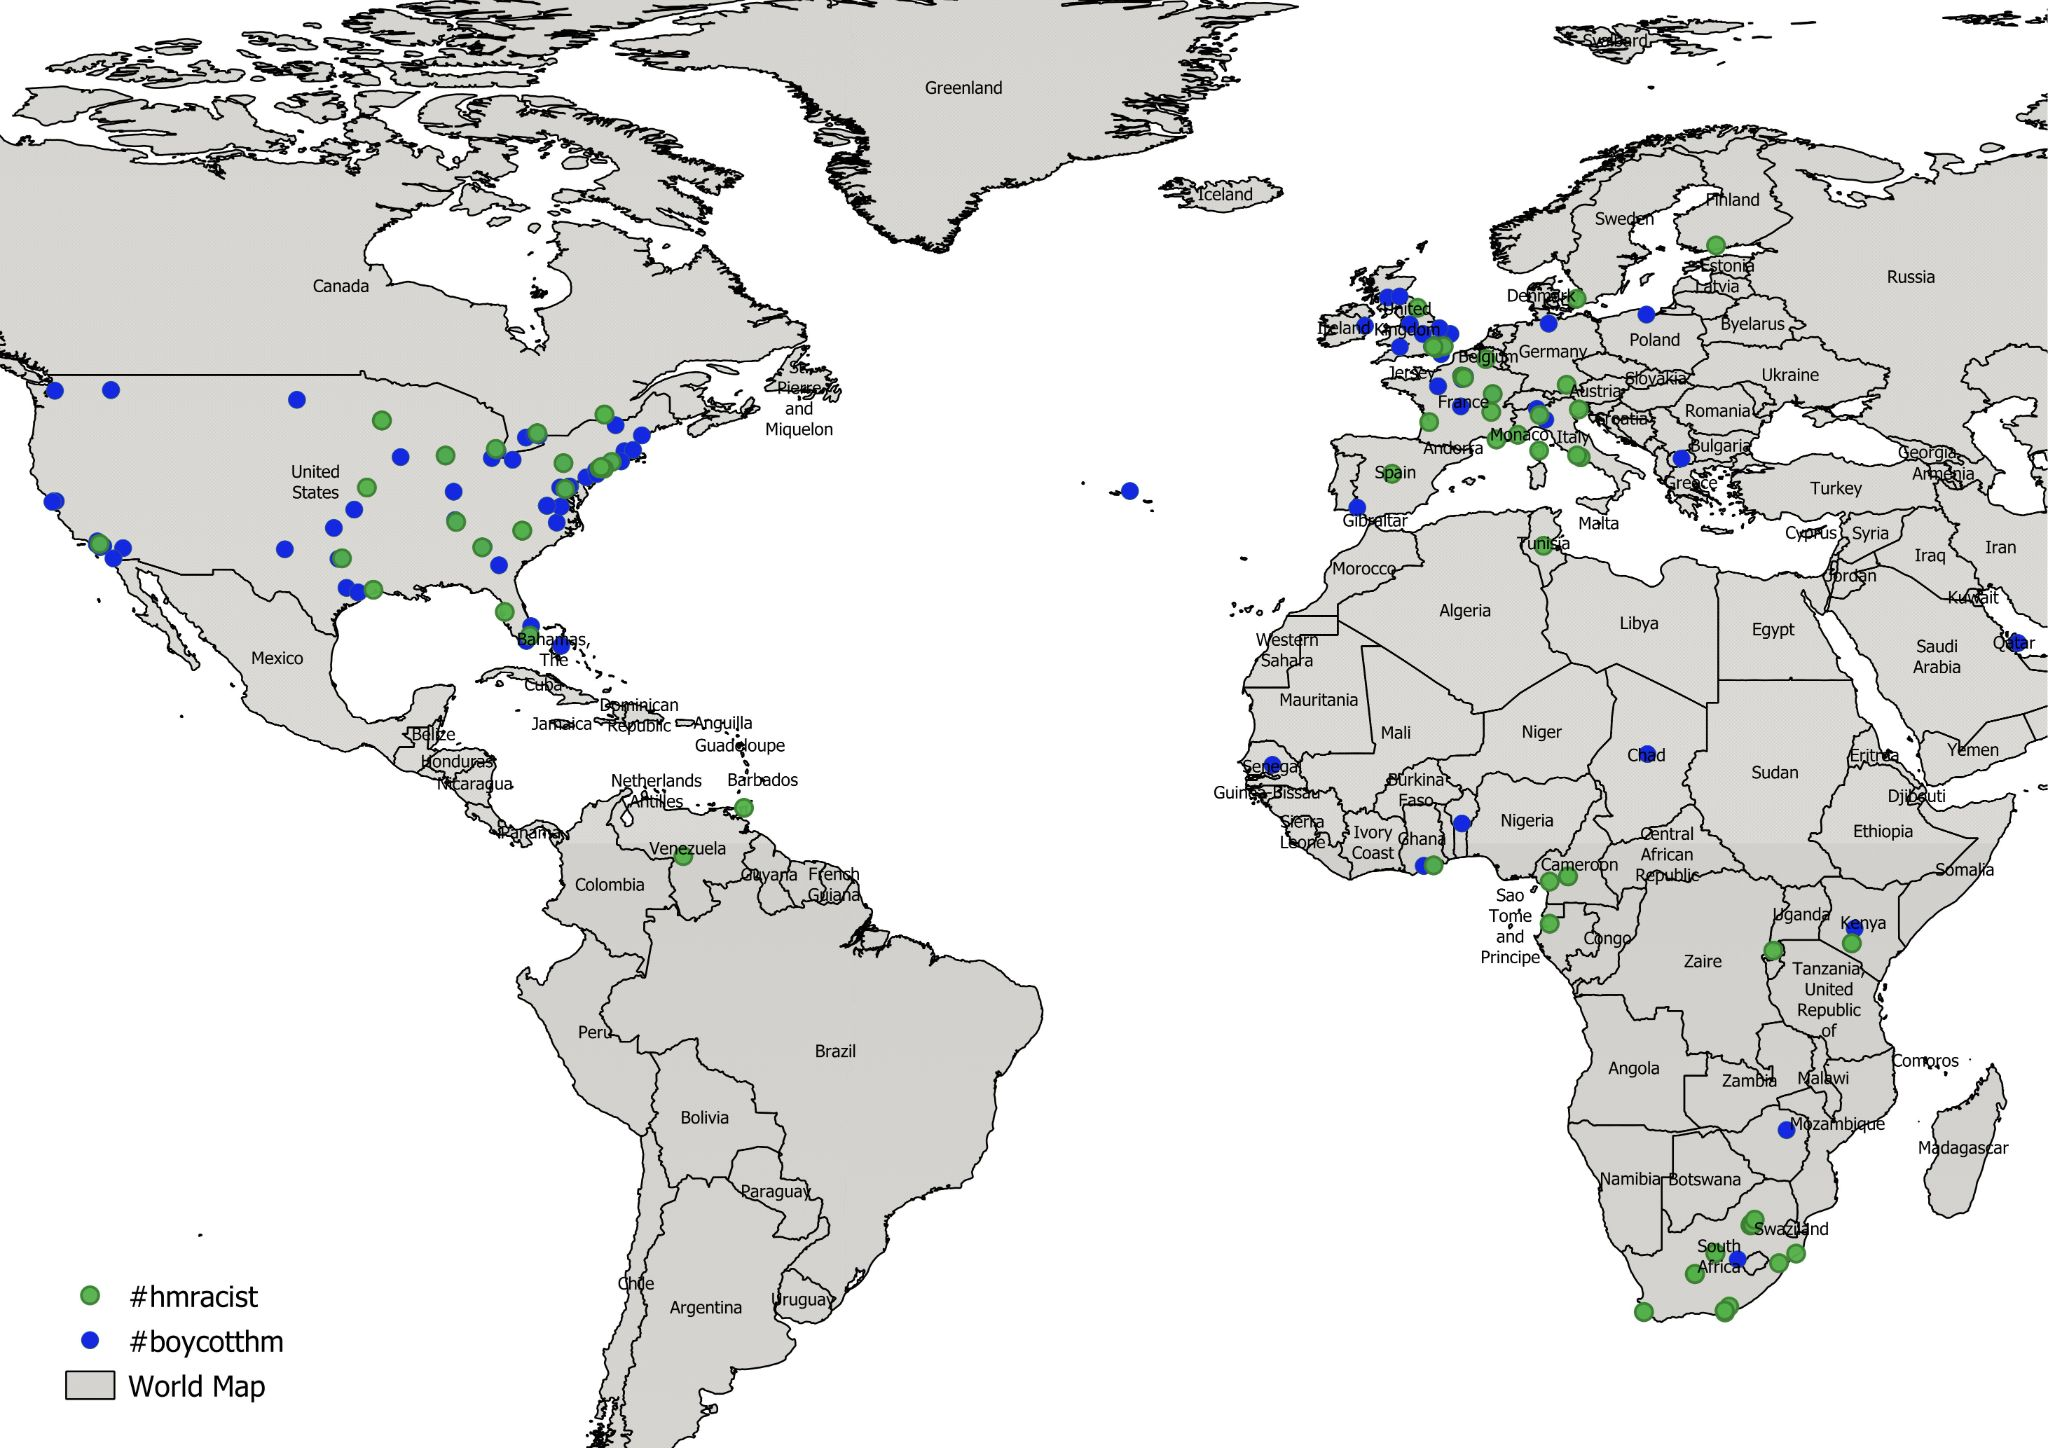 Svalbard
Greenland
Iceland
Finland
Sweden
Estonia
Russia
Latvia
Denmark
Canada
United
Kingdom
Ireland
Byelarus
Poland
Germany
Belgium
Jersey
St.
Pierre
and
Miquelon
Slovakia
Ukraine
Austria
France
Romania
Croatia
Monaco
Italy
Andorra
Bulgaria
Georgia
Armenia
United
States
Spain
Greece
Turkey
Gibraltar
Malta
Cyprus
Syria
Iraq
Iran
Tunisia
Morocco
Jordan
Kuwait
Algeria
Libya
Egypt
Western
Sahara
Saudi
Arabia
Qatar
Bahamas,
The
Mexico
Cuba
Mauritania
Dominican
Republic
Jamaica
Anguilla
Guadeloupe
Mali
Niger
Chad
Belize
Honduras
Nicaragua
Eritrea
Yemen
Senegal
Sudan
Netherlands
Antilles
Barbados
Burkina
Faso
Guinea-Bissau
Djibouti
Sierra
Leone
Ivory
Coast
Ghana
Nigeria
Ethiopia
Panama
Venezuela
Central
African
Republic
Cameroon
Somalia
Colombia
Guyana
French
Guiana
Sao
Tome
and
Principe
Uganda
Kenya
Congo
Zaire
Tanzania,
United
Republic
of
Peru
Brazil
Comoros
Angola
Zambia
Malawi
Bolivia
Mozambique
Madagascar
Namibia
Botswana
Paraguay
Swaziland
South
Africa
Chile
Argentina
Uruguay
#hmracist
#boycotthm
World Map